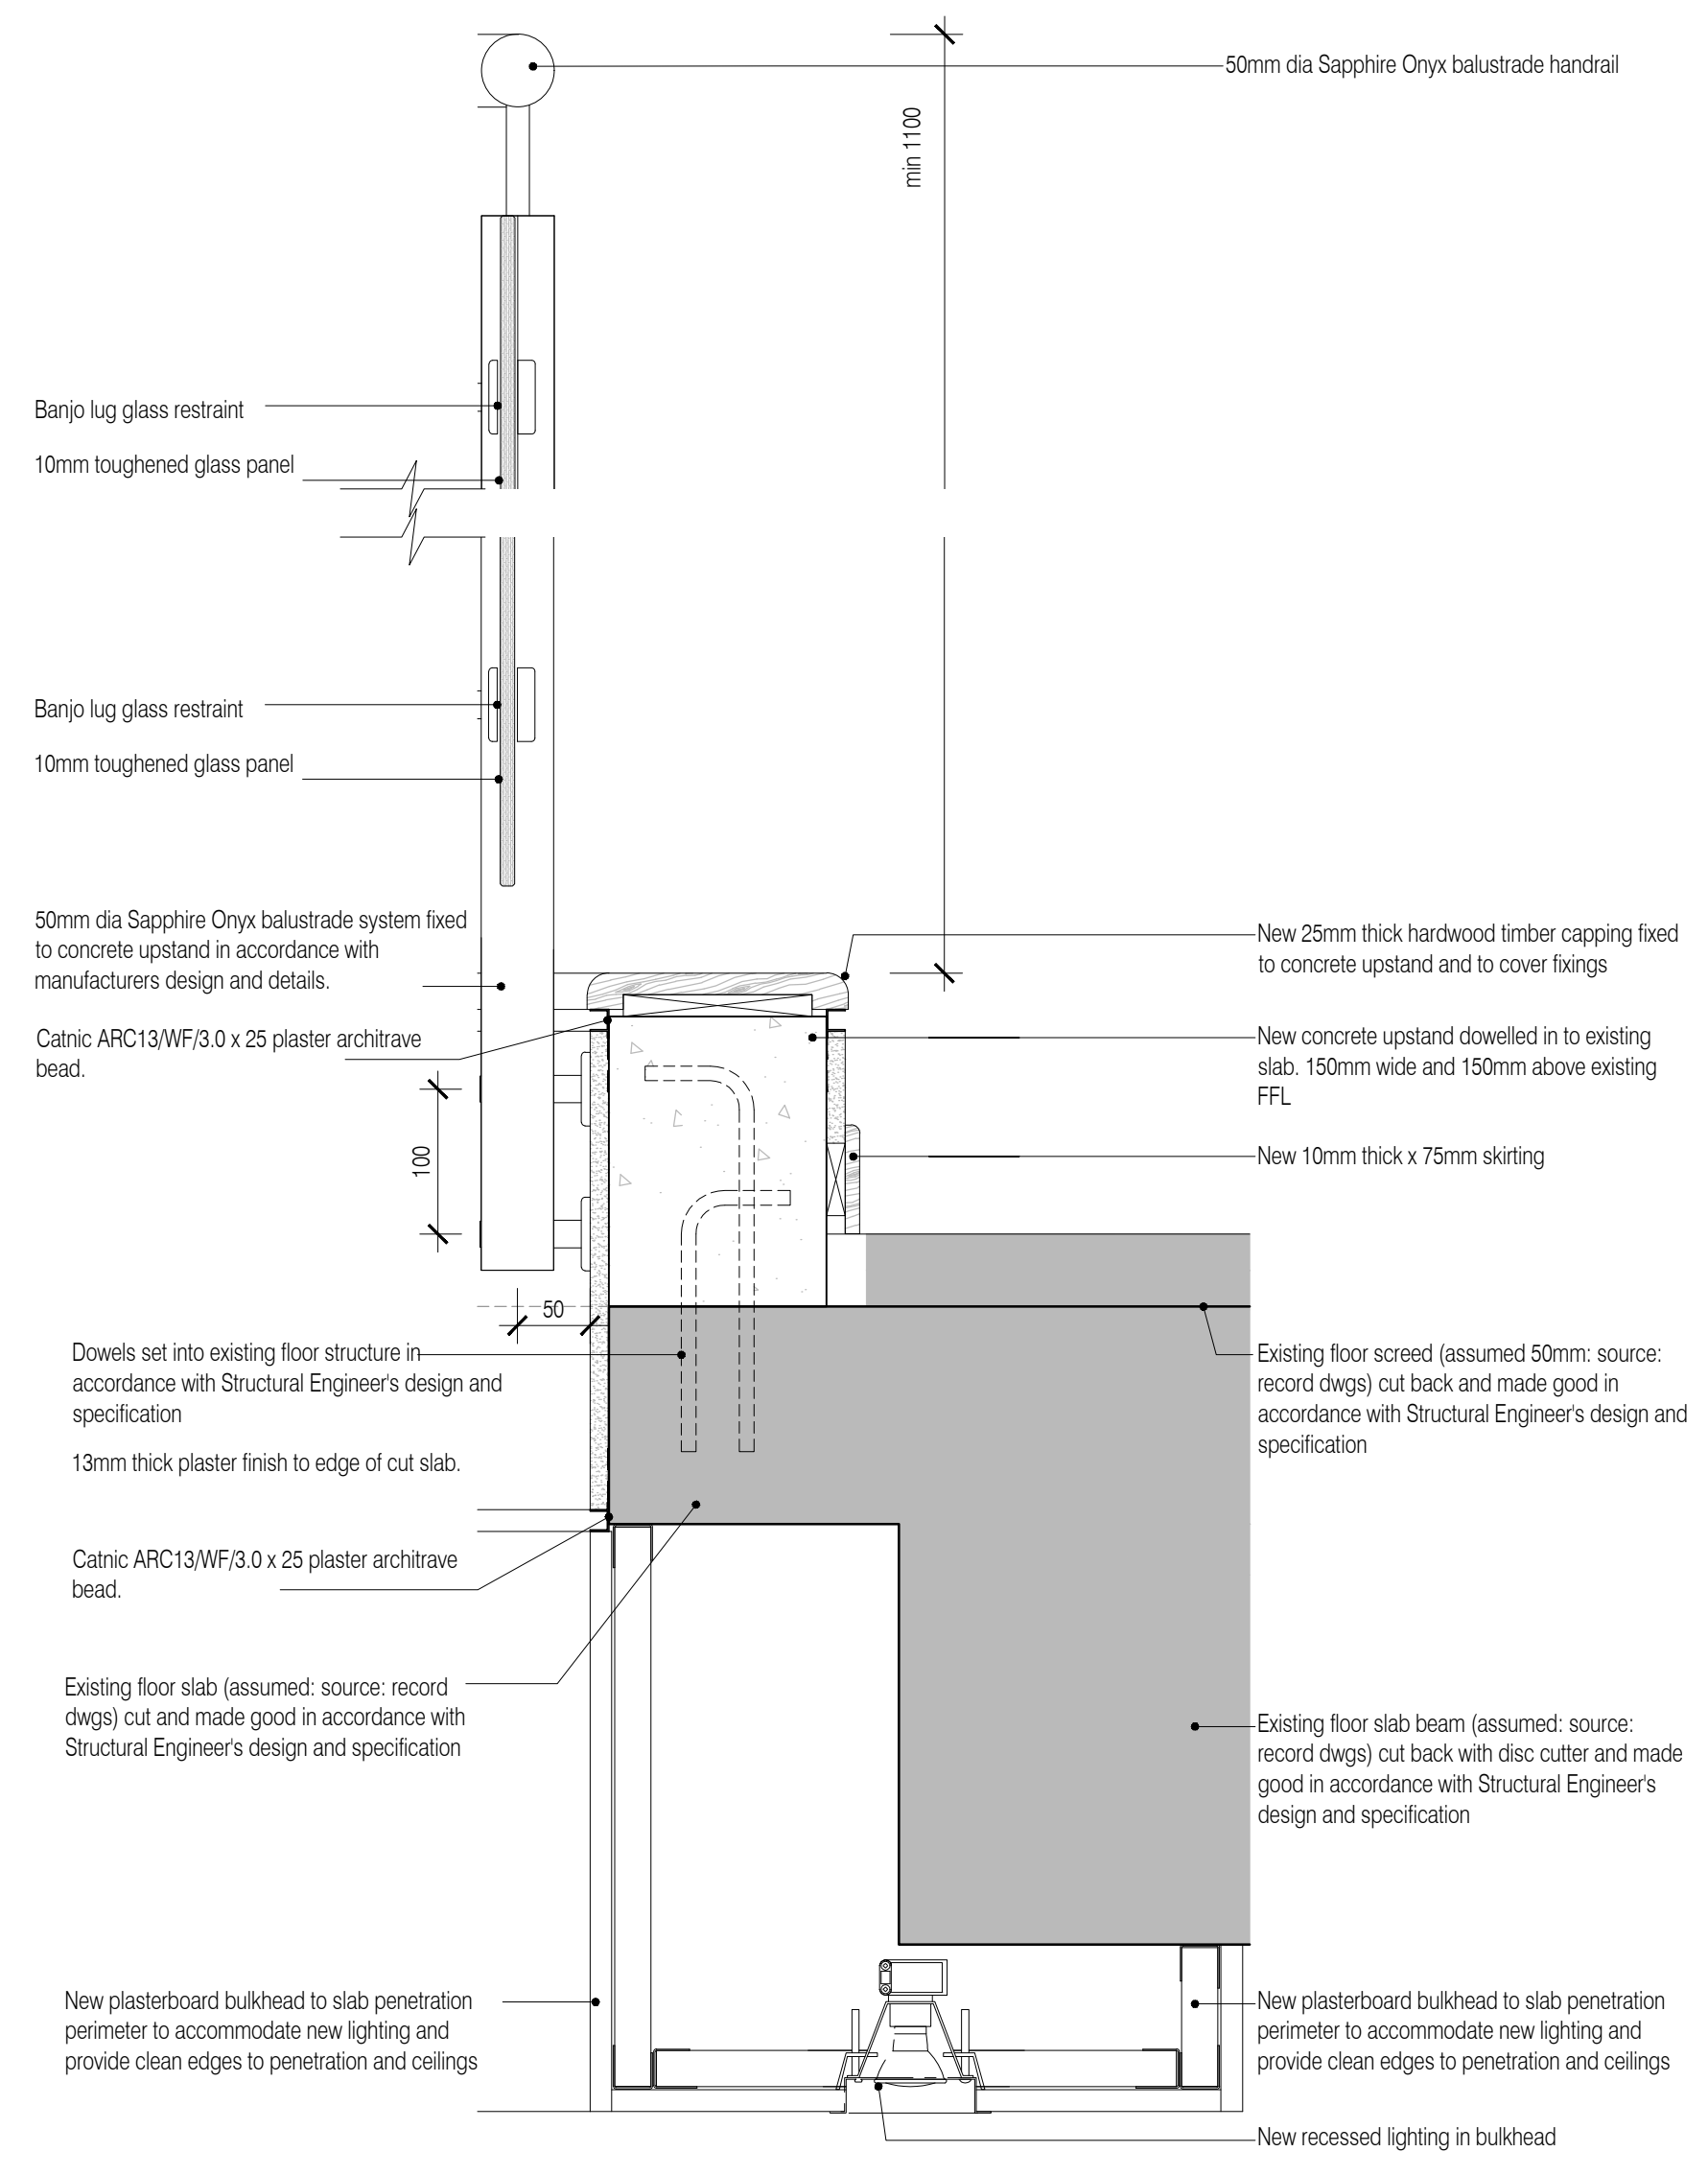 50mm dia Sapphire Onyx balustrade handrail
min 1100
Banjo lug glass restraint
10mm toughened glass panel
Banjo lug glass restraint
10mm toughened glass panel
50mm dia Sapphire Onyx balustrade system fixed
to concrete upstand in accordance with
manufacturers design and details.
Catnic ARC13/WF/3.0 x 25 plaster architrave
bead.
100
50
Dowels set into existing floor structure in
accordance with Structural Engineer's design and
specification
13mm thick plaster finish to edge of cut slab.
Catnic ARC13/WF/3.0 x 25 plaster architrave
bead.
Existing floor slab (assumed: source: record
dwgs) cut and made good in accordance with
Structural Engineer's design and specification
New plasterboard bulkhead to slab penetration
perimeter to accommodate new lighting and
provide clean edges to penetration and ceilings
New 25mm thick hardwood timber capping fixed
to concrete upstand and to cover fixings
New concrete upstand dowelled in to existing
slab. 150mm wide and 150mm above existing
FFL
New 10mm thick x 75mm skirting
Existing floor screed (assumed 50mm: source:
record dwgs) cut back and made good in
accordance with Structural Engineer's design and
specification
Existing floor slab beam (assumed: source:
record dwgs) cut back with disc cutter and made
good in accordance with Structural Engineer's
design and specification
New plasterboard bulkhead to slab penetration
perimeter to accommodate new lighting and
provide clean edges to penetration and ceilings
New recessed lighting in bulkhead